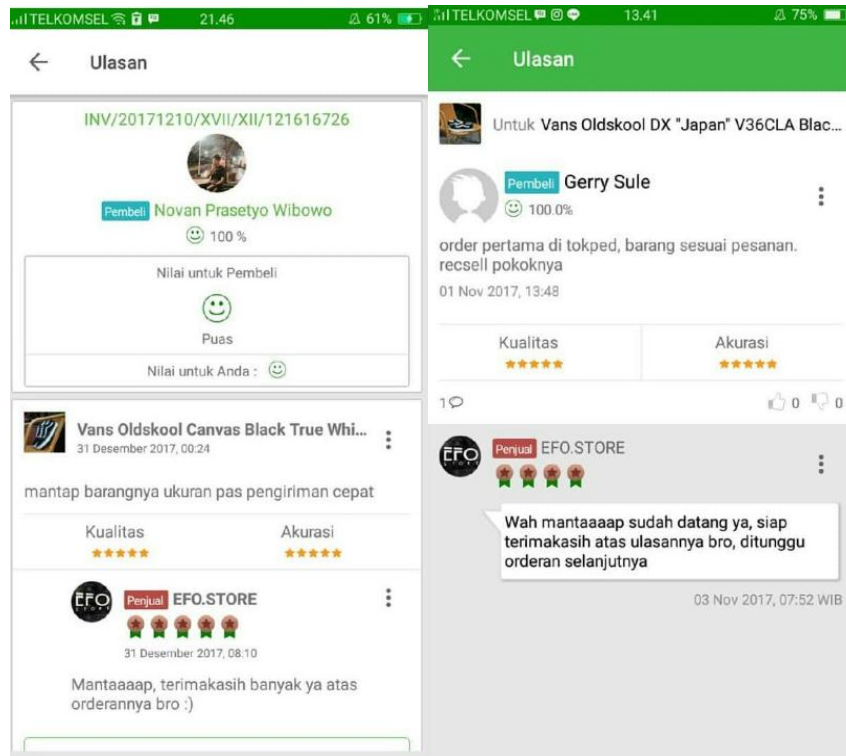 TELKOMSEL 21.46 61%
Ulasan
INV/20171210/XVII/XII/121616726
Pembeli Novan Prasetyo Wibowo
100 %
Nilai untuk Pembeli
Puas
Nilai untuk Anda :
Vans Oldskool Canvas Black True Whi...
31 Desember 2017, 00:24
mantap barangnya ukuran pas pengiriman cepat
Kualitas Akurasi
EFO
STORE
Penjual EFO.STORE
31 Desember 2017, 08:10
Mantaaaap, terimakasih banyak ya atas
orderannya bro :)
TELKOMSEL 13.41 75%
Ulasan
Untuk Vans Oldskool DX "Japan" V36CLA Blac...
Pembeli Gerry Sule
100.0%
order pertama di tokped, barang sesuai pesanan.
recsell pokoknya
01 Nov 2017, 13:48
Kualitas Akurasi
1 0 0
EFO
STORE
Penjual EFO.STORE
Wah mantaaaap sudah datang ya, siap
terimakasih atas ulasannya bro, ditunggu
orderan selanjutnya
03 Nov 2017, 07:52 WIB